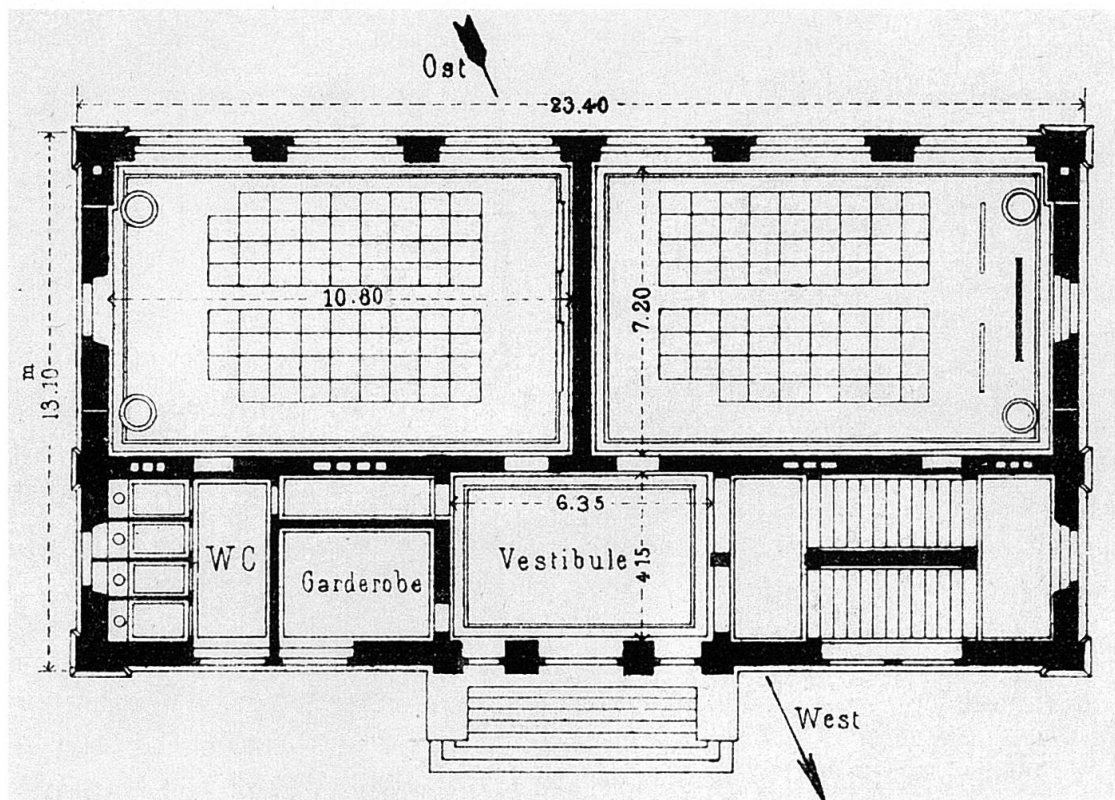 Ost
23.40
10.80
7.20
m
13.10
6.35
WC
Vestibule
4.15
Garderobe
West